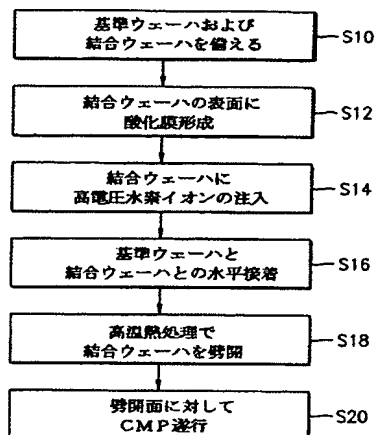 基準ウェーハおよび
結合ウェーハを備える
S10
結合ウェーハの表面に
酸化膜形成
S12
結合ウェーハに
高電圧水素イオンの注入
S14
基準ウェーハと
結合ウェーハとの水平接着
S16
高温熱処理で
結合ウェーハを劈開
S18
劈開面に対して
CMP遂行
S20